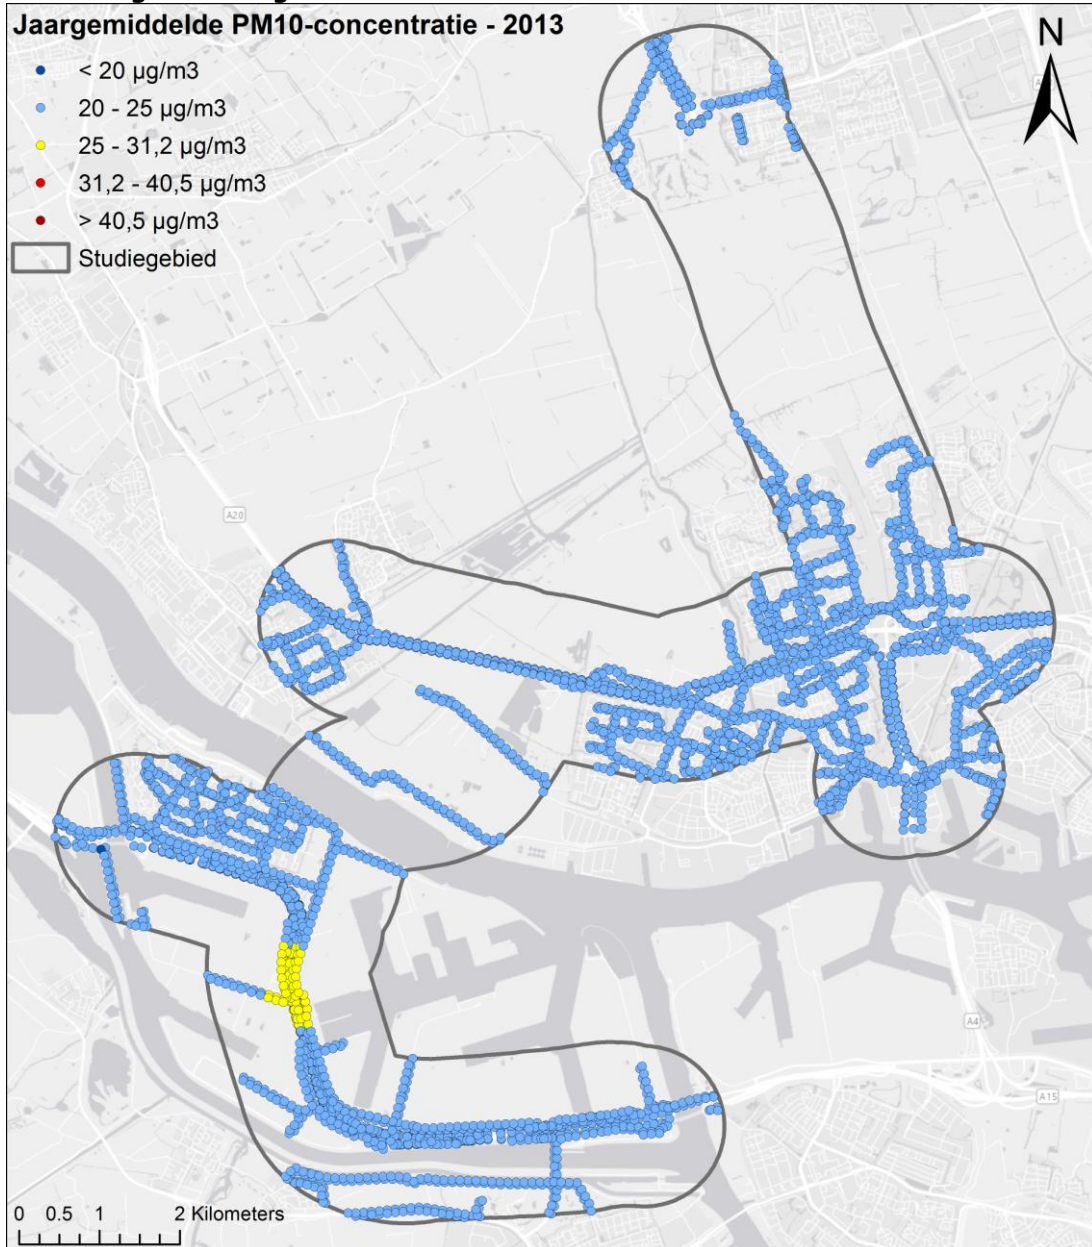 Jaargemiddelde PM10-concentratie - 2013
< 20 µg/m3
20 - 25 µg/m3
25 - 31,2 µg/m3
31,2 - 40,5 µg/m3
> 40,5 µg/m3
Studiegebied
N
A20
A4
A15
0 0.5 1 2 Kilometers